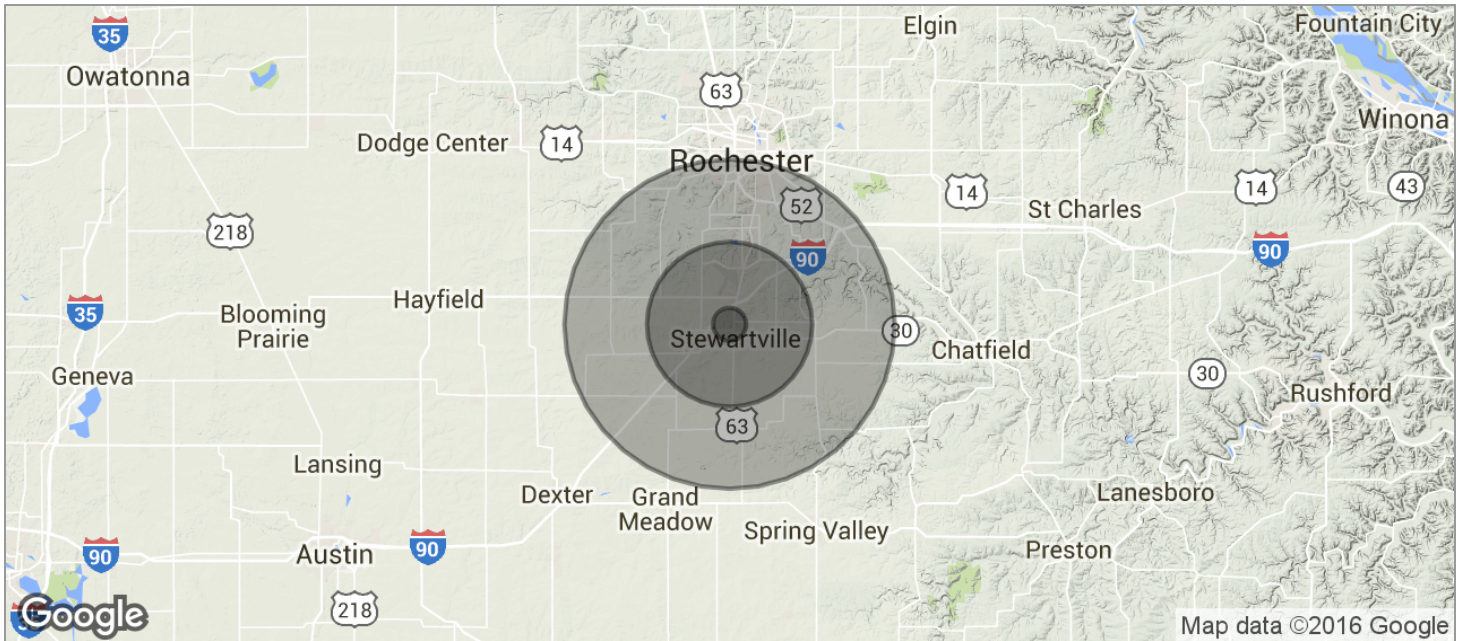 Elgin
Fountain City
35
Owatonna
63
Winona
Dodge Center
14
Rochester
14
14
43
52
St Charles
218
90
90
35
Hayfield
Blooming
Prairie
Stewartville
30
Chatfield
Geneva
30
Rushford
63
Lansing
Dexter
Grand
Meadow
Lanesboro
Spring Valley
90
Austin
90
Preston
218
Google
Map data ©2016 Google